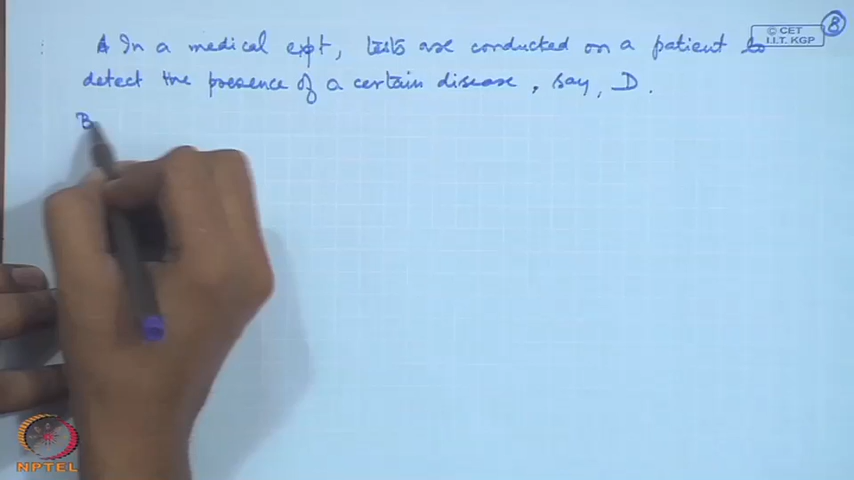 © CET
I.I.T. KGP
8
In a medical expt, tests are conducted on a patient to
detect the presence of a certain disease, say, D.
B
NPTEL